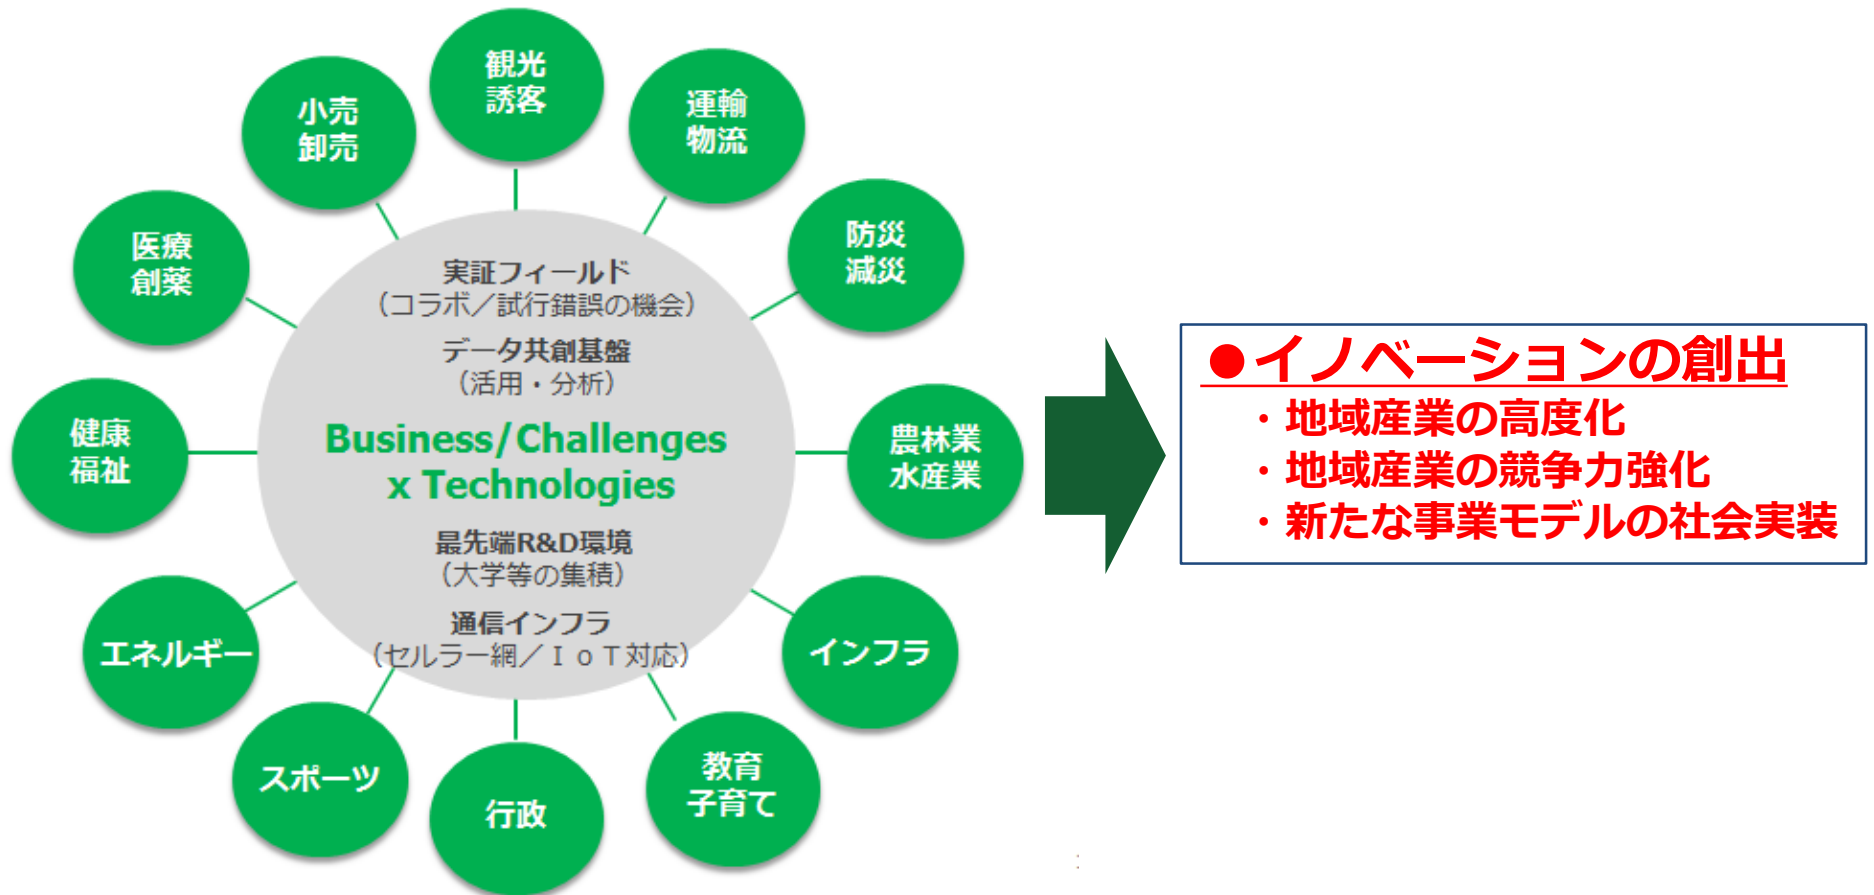 観光
誘客
運輸
物流
防災
減災
農林業
水産業
インフラ
教育
子育て
行政
スポーツ
エネルギー
健康
福祉
医療
創薬
小売
卸売
実証フィールド
（コラボ／試行錯誤の機会）
データ共創基盤
（活用・分析）
Business/Challenges
x Technologies
最先端R&D環境
（大学等の集積）
通信インフラ
（セルラー網／ＩｏＴ対応）
●イノベーションの創出
・地域産業の高度化
・地域産業の競争力強化
・新たな事業モデルの社会実装